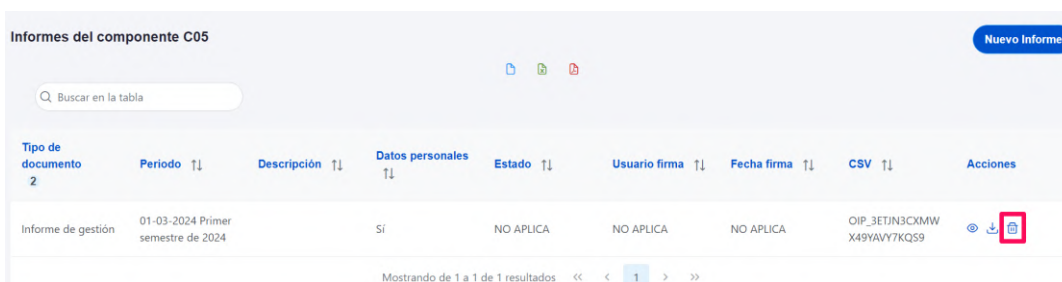 Informes del componente C05
Nuevo Informe
Buscar en la tabla
Tipo de
documento
2
Periodo
Descripción
Datos personales
Estado
Usuario firma
Fecha firma
CSV
Acciones
Informe de gestión
01-03-2024 Primer
semestre de 2024
Sí
NO APLICA
NO APLICA
NO APLICA
OIP_3ETJN3CXMW
X49YAVY7KQS9
Mostrando de 1 a 1 de 1 resultados << < 1 > >>